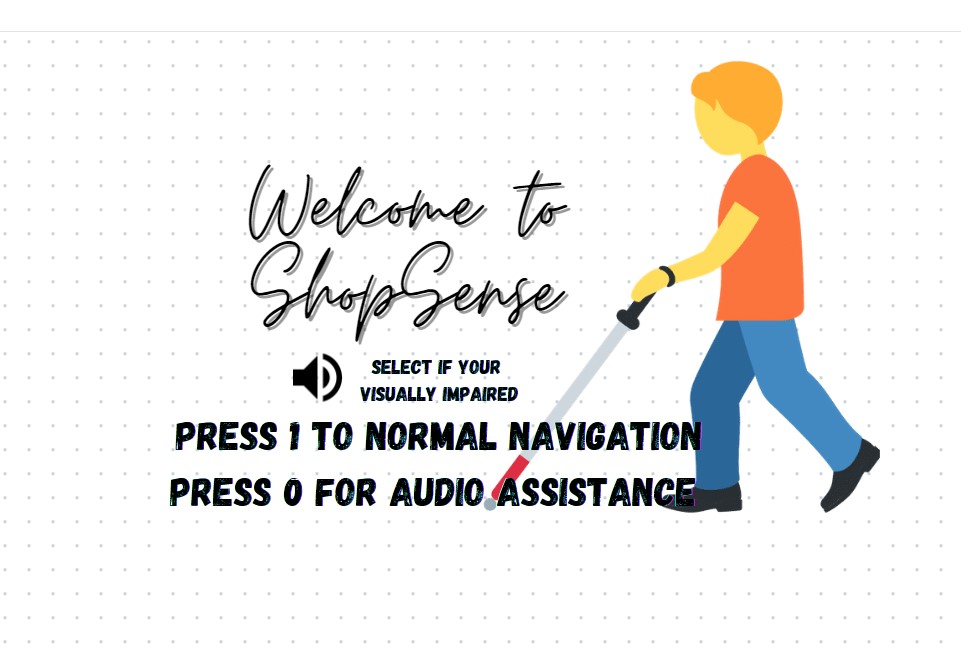 Welcome to
ShopSense
SELECT IF YOUR
VISUALLY IMPAIRED
PRESS 1 TO NORMAL NAVIGATION
PRESS 0 FOR AUDIO ASSISTANCE